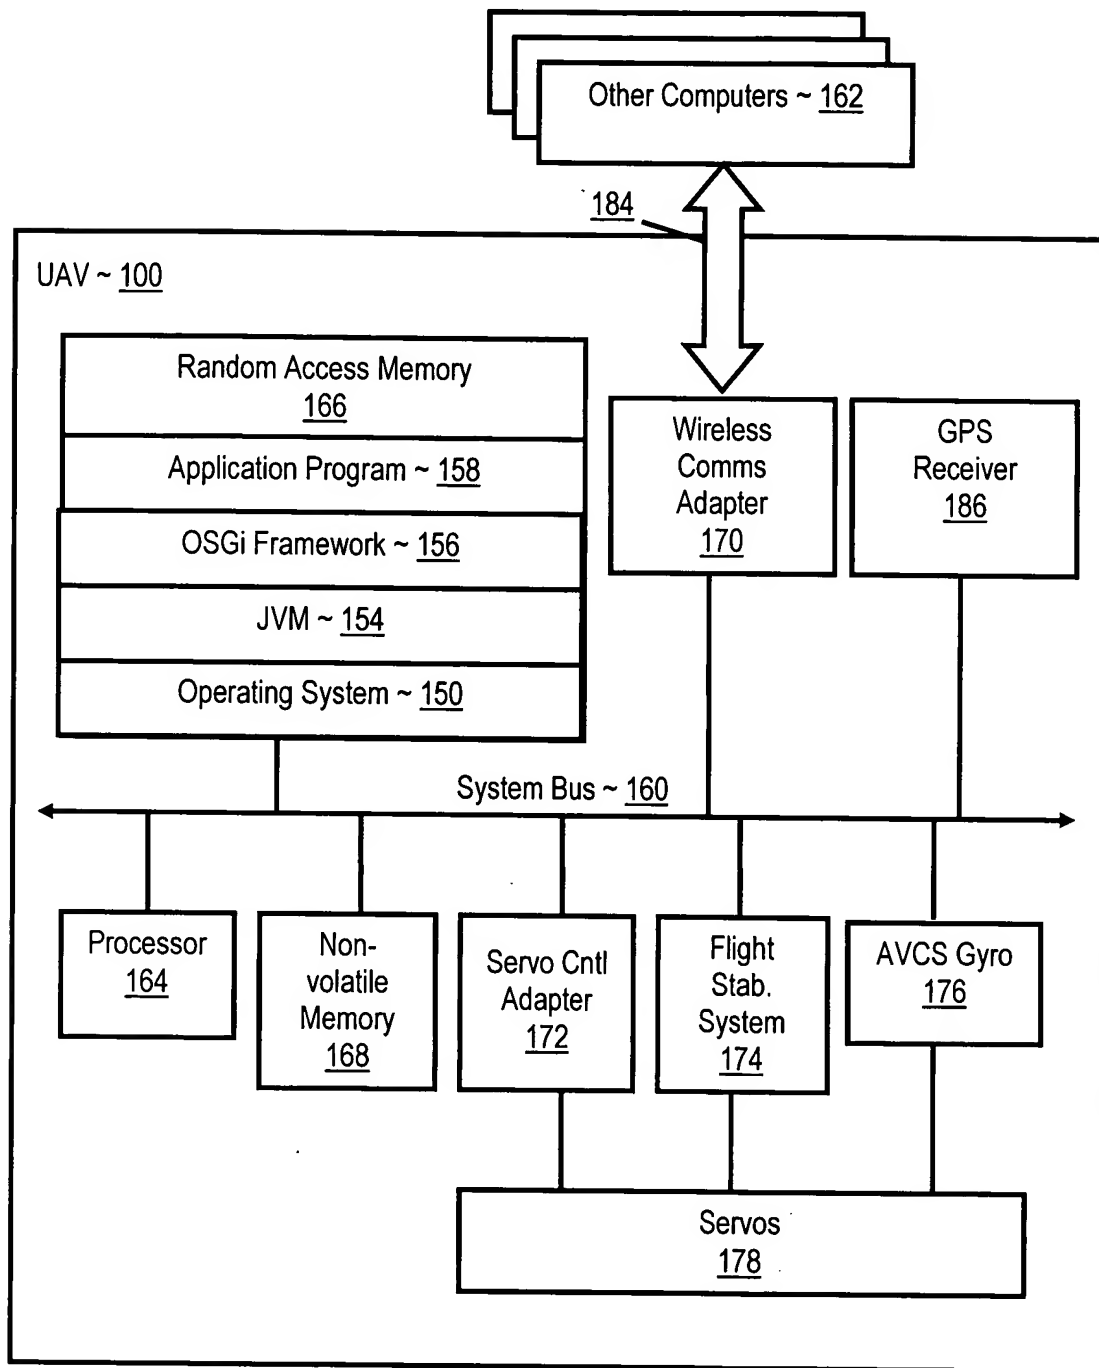 Other Computers ~ 162
184
UAV ~ 100
Random Access Memory
166
Application Program ~ 158
OSGi Framework ~ 156
JVM ~ 154
Operating System ~ 150
Wireless
Comms
Adapter
170
GPS
Receiver
186
System Bus ~ 160
Processor
164
Non-
volatile
Memory
168
Servo Cntl
Adapter
172
Flight
Stab.
System
174
AVCS Gyro
176
Servos
178